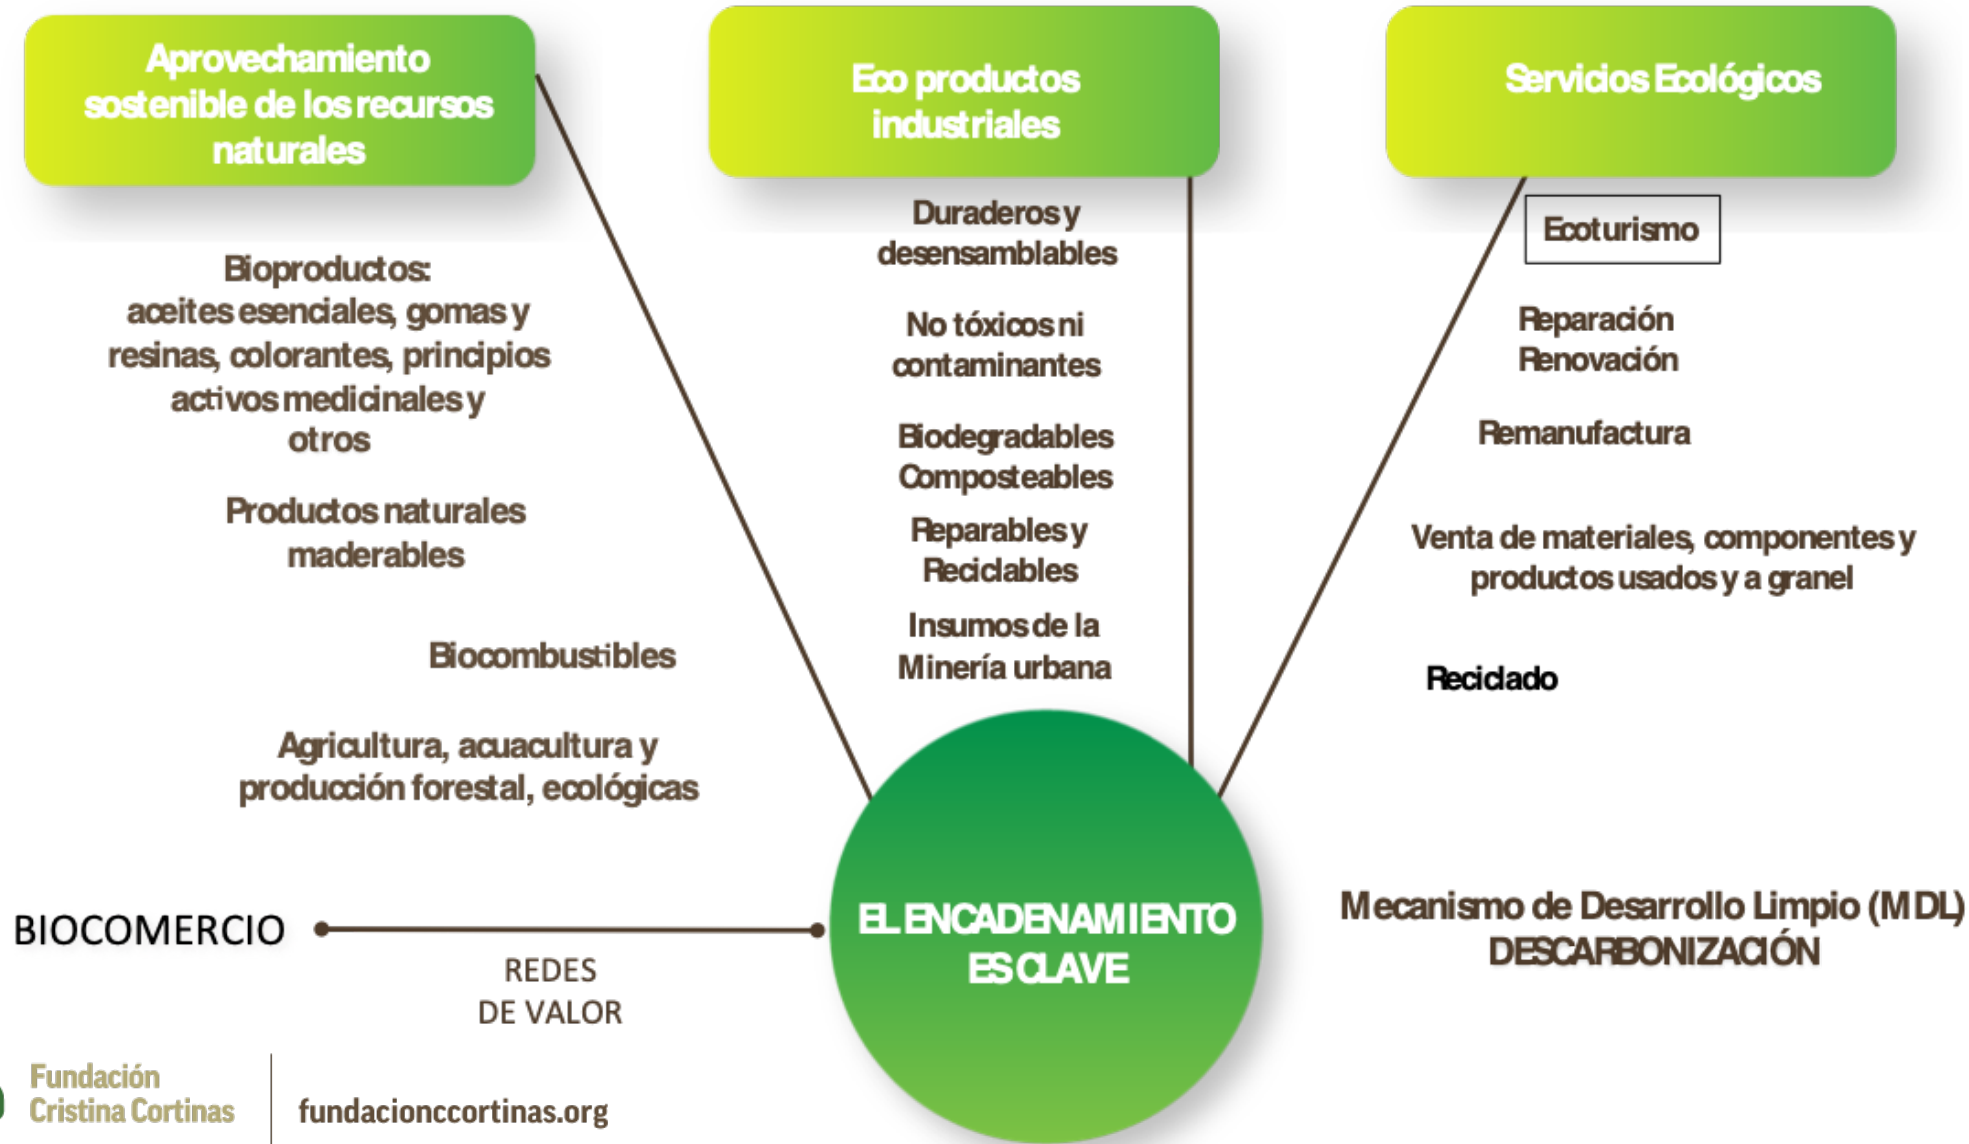 Aprovechamiento
sostenible de los recursos
naturales
Bioproductos:
aceites esenciales, gomas y
resinas, colorantes, principios
activos medicinales y
otros
Productos naturales
maderables
Biocombustibles
Agricultura, acuacultura y
producción forestal, ecológicas
Eco productos
industriales
Duraderos y
desensamblables
No tóxicos ni
contaminantes
Biodegradables
Composteables
Reparables y
Reciclables
Insumos de la
Minería urbana
Servicios Ecológicos
Ecoturismo
Reparación
Renovación
Remanufactura
Venta de materiales, componentes y
productos usados y a granel
Reciclado
BIOCOMERCIO
REDES
DE VALOR
EL ENCADENAMIENTO
ES CLAVE
Mecanismo de Desarrollo Limpio (MDL)
DESCARBONIZACIÓN
Fundación
Cristina Cortinas
fundacionccortinas.org